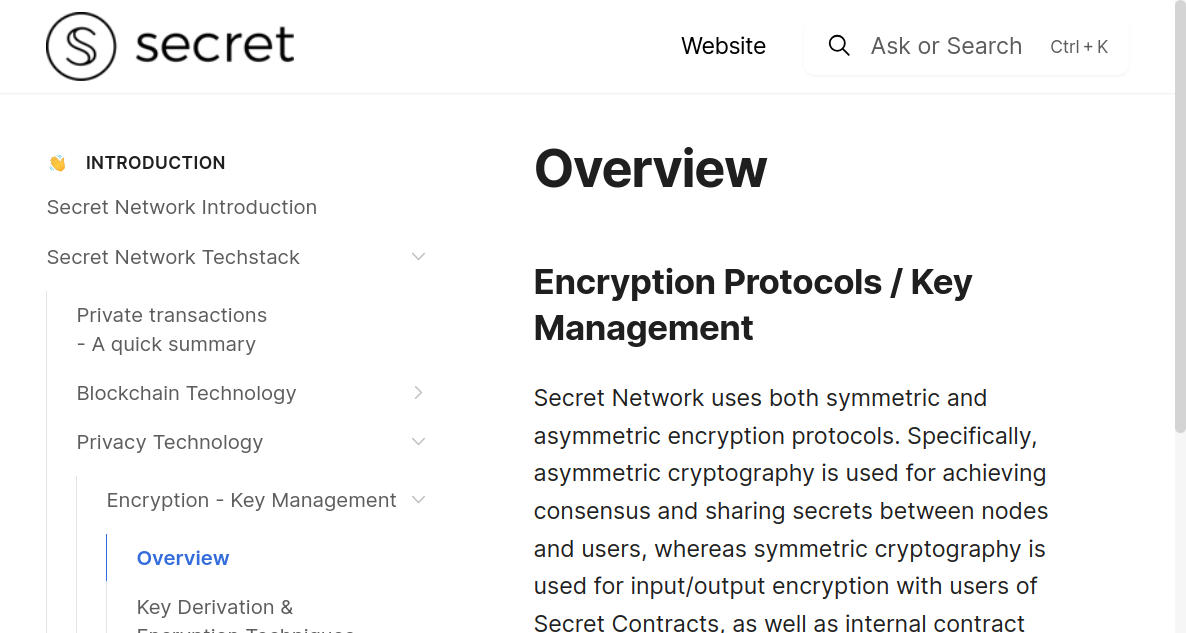 secret
Website
Ask or Search Ctrl + K
INTRODUCTION
Secret Network Introduction
Secret Network Techstack
Private transactions
- A quick summary
Blockchain Technology
Privacy Technology
Encryption - Key Management
Overview
Key Derivation &
Encryption Techniques
Overview
Encryption Protocols / Key
Management
Secret Network uses both symmetric and
asymmetric encryption protocols. Specifically,
asymmetric cryptography is used for achieving
consensus and sharing secrets between nodes
and users, whereas symmetric cryptography is
used for input/output encryption with users of
Secret Contracts, as well as internal contract